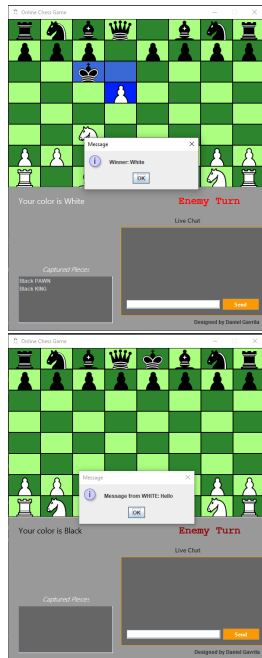 Online Chess Game
Message
Winner: White
OK
Your color is White
Enemy Turn
Live Chat
Captured Pieces:
Black PAWN
Black KING
Send
Designed by Daniel Gavrila
Online Chess Game
Message
Message from WHITE: Hello
OK
Your color is Black
Enemy Turn
Live Chat
Captured Pieces:
Send
Designed by Daniel Gavrila